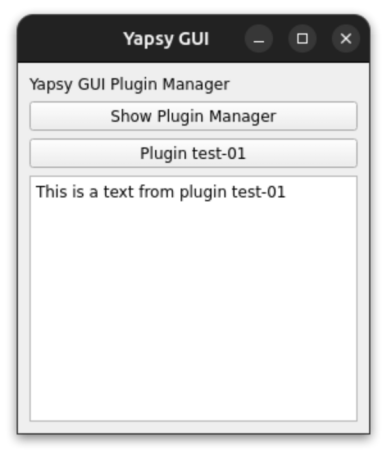 Yapsy GUI
Yapsy GUI Plugin Manager
Show Plugin Manager
Plugin test-01
This is a text from plugin test-01